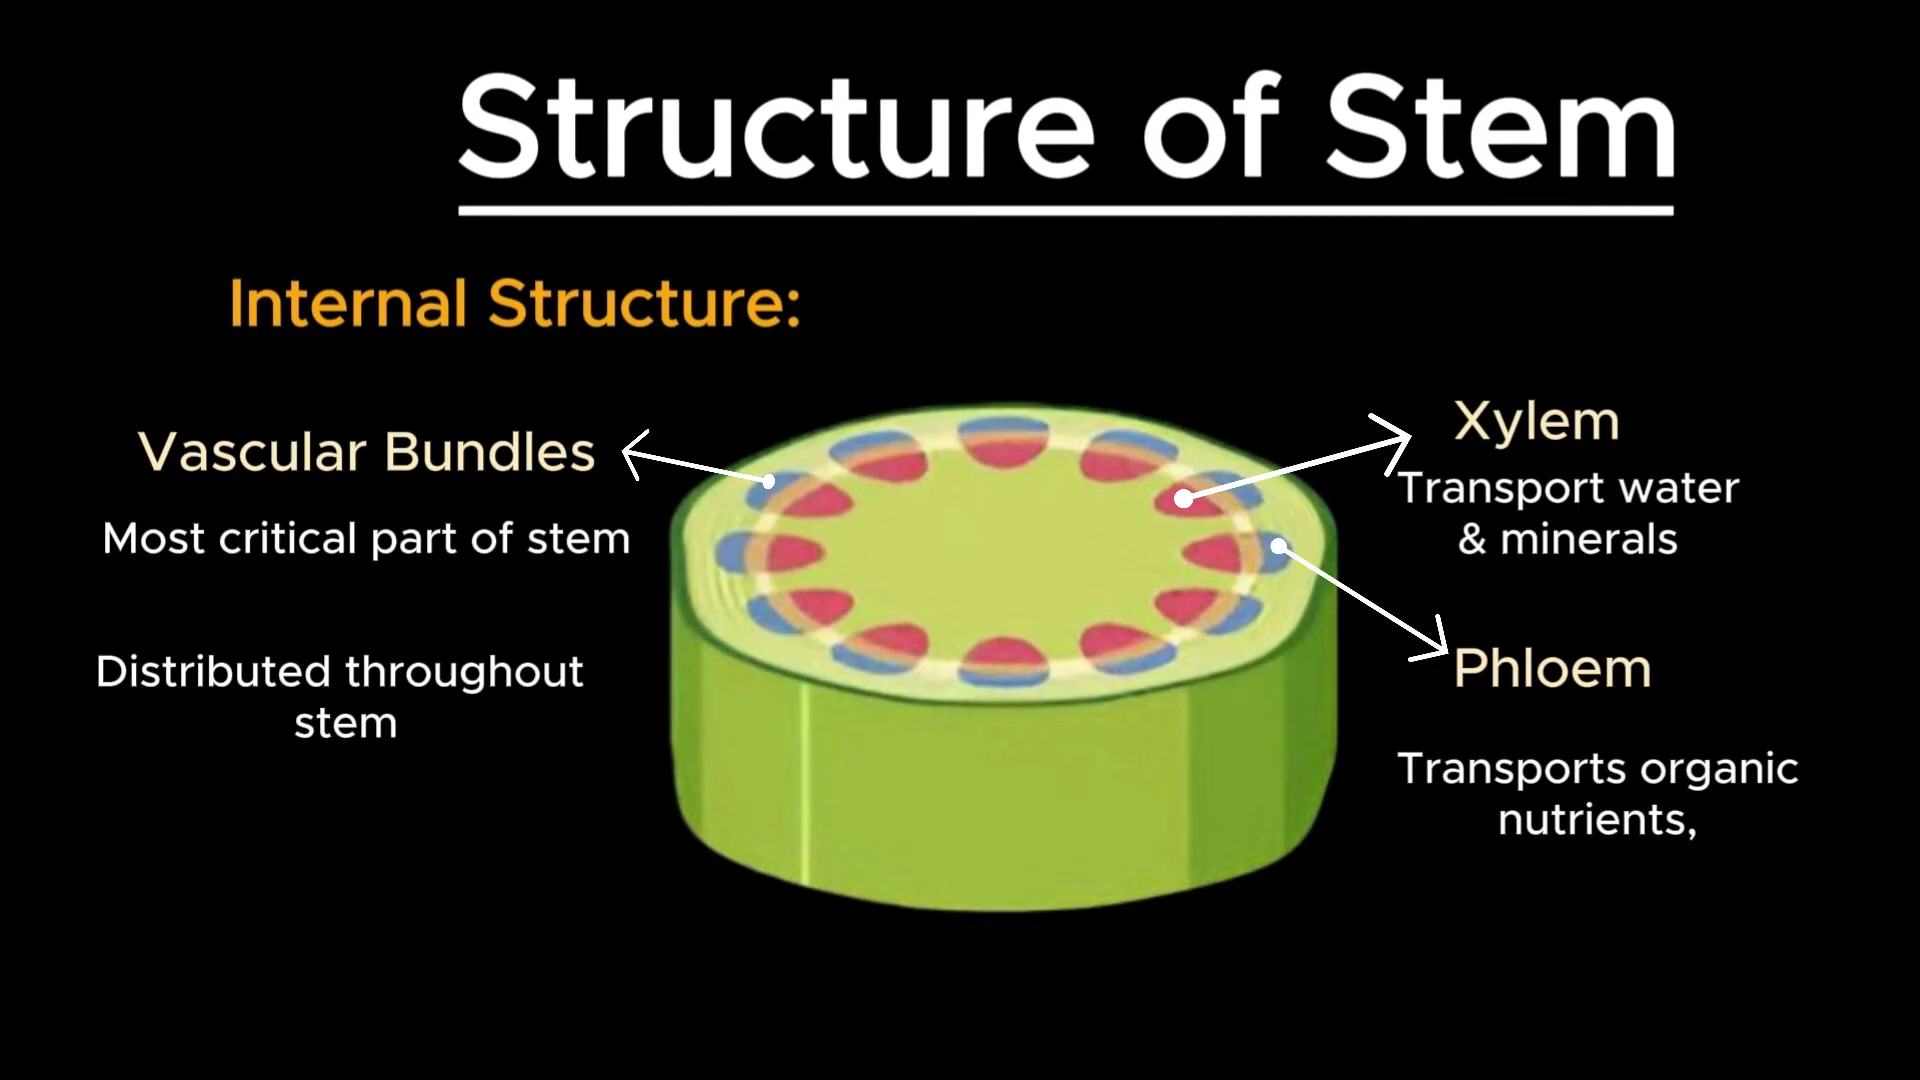 Structure of Stem
Internal Structure:
Vascular Bundles
Most critical part of stem
Distributed throughout
stem
Xylem
Transport water
& minerals
Phloem
Transports organic
nutrients,